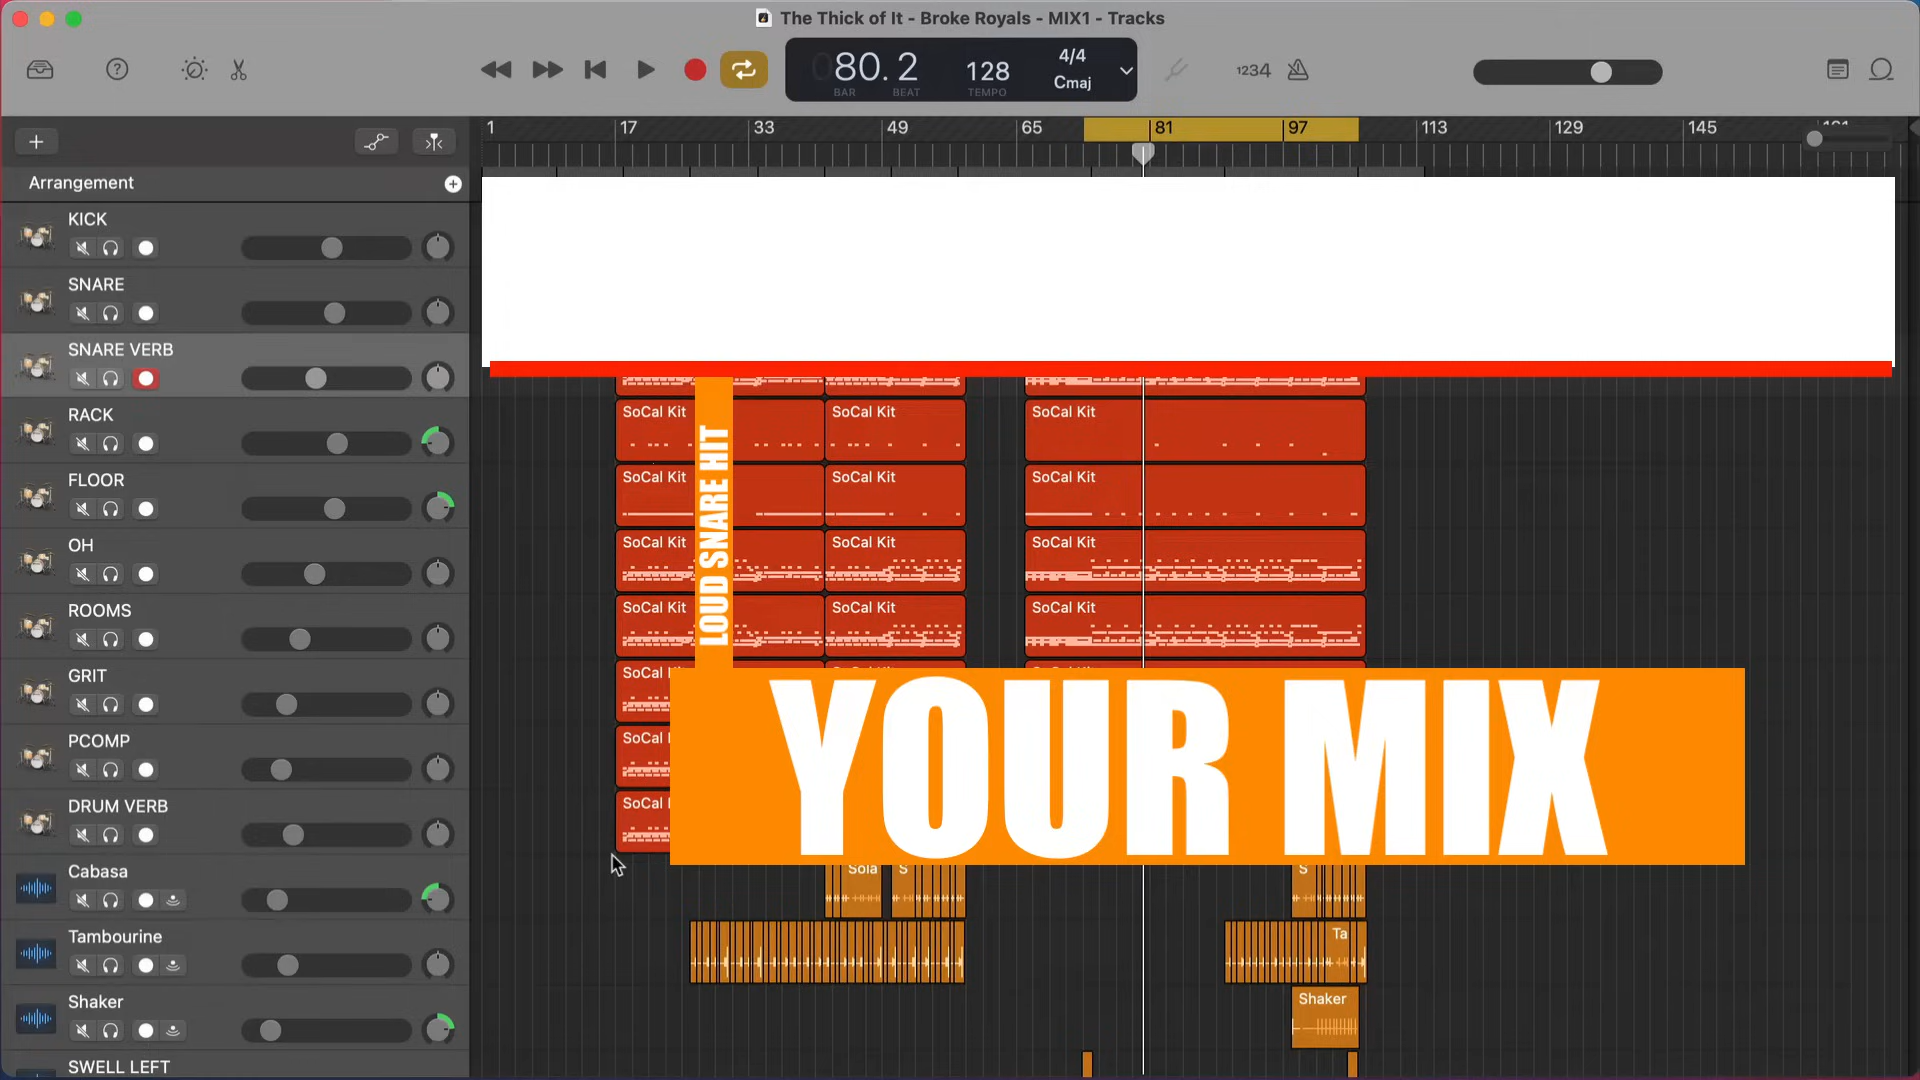 The Thick of It - Broke Royals - MIX1 - Tracks
80.2
BAR BEAT
128
TEMPO
4/4
Cmaj
1234
1 17 33 49 65 81 97 113 129 145
Arrangement
KICK
SNARE
SNARE VERB
RACK
SoCal Kit SoCal Kit SoCal Kit
FLOOR
SoCal Kit SoCal Kit SoCal Kit
OH
SoCal Kit SoCal Kit SoCal Kit
ROOMS
SoCal Kit SoCal Kit SoCal Kit
LOUD SNARE HIT
GRIT
SoCal
PCOMP
SoCal
DRUM VERB
SoCal
YOUR MIX
Cabasa
Sola S S
Tambourine
Ta
Shaker
Shaker
SWELL LEFT